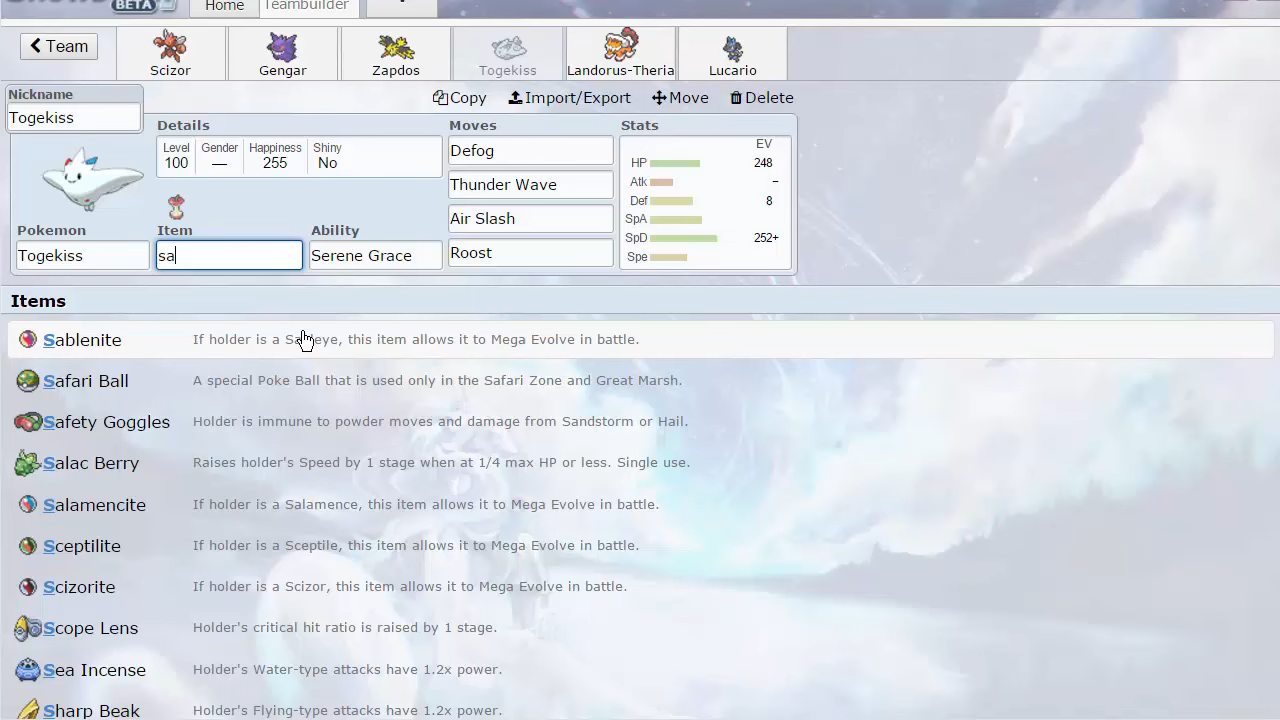 BETA Home Teambuilder
Team
Scizor Gengar Zapdos Togekiss Landorus-Theria Lucario
Nickname
Togekiss
Copy Import/Export Move Delete
Details Moves Stats
Level Gender Happiness Shiny
100 — 255 No
Pokemon Item Ability
Togekiss sa Serene Grace
Defog
Thunder Wave
Air Slash
Roost
EV
HP 248
Atk –
Def 8
SpA
SpD 252+
Spe
Items
Sablenite If holder is a Sableye, this item allows it to Mega Evolve in battle.
Safari Ball A special Poke Ball that is used only in the Safari Zone and Great Marsh.
Safety Goggles Holder is immune to powder moves and damage from Sandstorm or Hail.
Salac Berry Raises holder's Speed by 1 stage when at 1/4 max HP or less. Single use.
Salamencite If holder is a Salamence, this item allows it to Mega Evolve in battle.
Sceptilite If holder is a Sceptile, this item allows it to Mega Evolve in battle.
Scizorite If holder is a Scizor, this item allows it to Mega Evolve in battle.
Scope Lens Holder's critical hit ratio is raised by 1 stage.
Sea Incense Holder's Water-type attacks have 1.2x power.
Sharp Beak Holder's Flying-type attacks have 1.2x power.